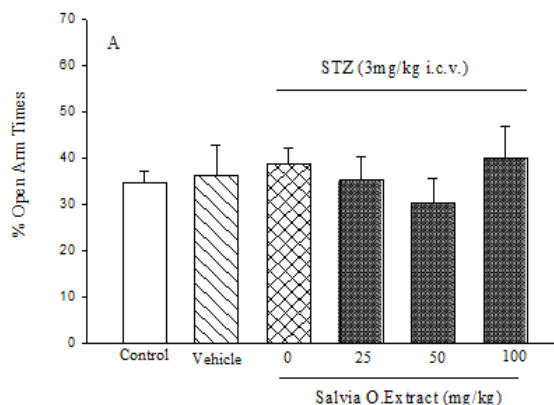 A
STZ (3mg/kg i.c.v.)
% Open Arm Times
70
60
50
40
30
20
10
0
Control Vehicle 0 25 50 100
Salvia O.Extract (mg/kg)